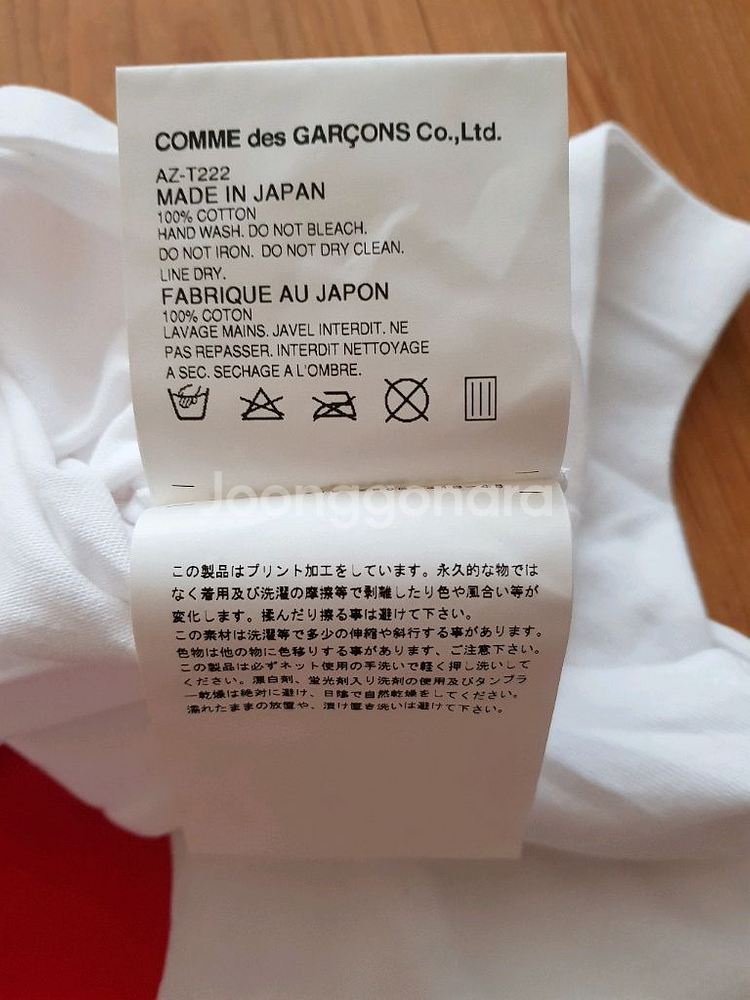 COMME des GARÇONS Co.,Ltd.
AZ-T222
MADE IN JAPAN
100% COTTON
HAND WASH. DO NOT BLEACH.
DO NOT IRON. DO NOT DRY CLEAN.
LINE DRY.
FABRIQUE AU JAPON
100% COTON
LAVAGE MAINS. JAVEL INTERDIT. NE
PAS REPASSER. INTERDIT NETTOYAGE
A SEC. SECHAGE A L'OMBRE.
Joonggonara
この製品はプリント加工をしています。永久的な物では
なく着用及び洗濯の摩擦等で剥離したり色や風合い等が
変化します。揉んだり擦る事は避けて下さい。
この素材は洗濯等で多少の伸縮や斜行する事があります。
色物は他の物に色移りする事があります、ご注意下さい。
この製品は必ずネット使用の手洗いで軽く押し洗いして
ください。漂白剤、蛍光剤入り洗剤の使用及びタンブラ
ー乾燥は絶対に避け、日陰で自然乾燥をしてください。
濡れたままの放置や、漬け置き洗いは避けて下さい。